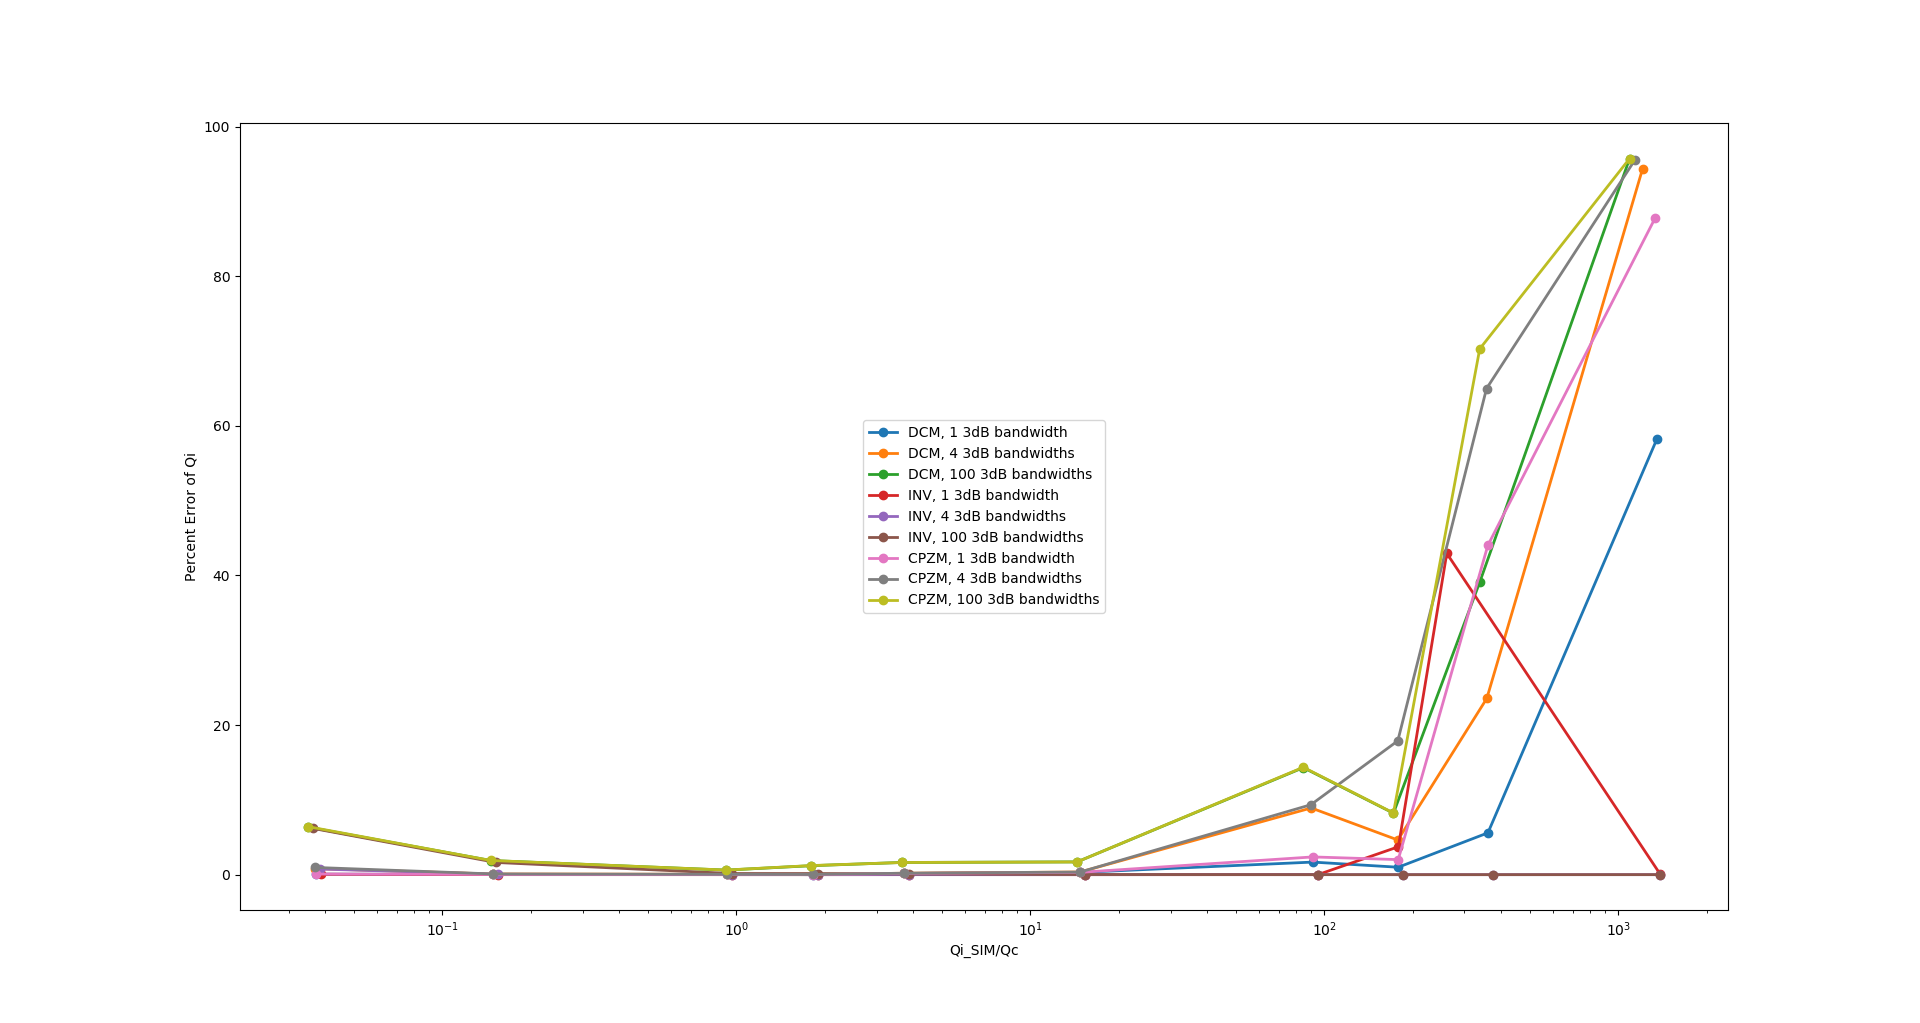 100
80
60
40
20
0
Percent Error of Qi
DCM, 1 3dB bandwidth
DCM, 4 3dB bandwidths
DCM, 100 3dB bandwidths
INV, 1 3dB bandwidth
INV, 4 3dB bandwidths
INV, 100 3dB bandwidths
CPZM, 1 3dB bandwidth
CPZM, 4 3dB bandwidths
CPZM, 100 3dB bandwidths
10⁻¹ 10⁰ 10¹ 10² 10³
Qi_SIM/Qc